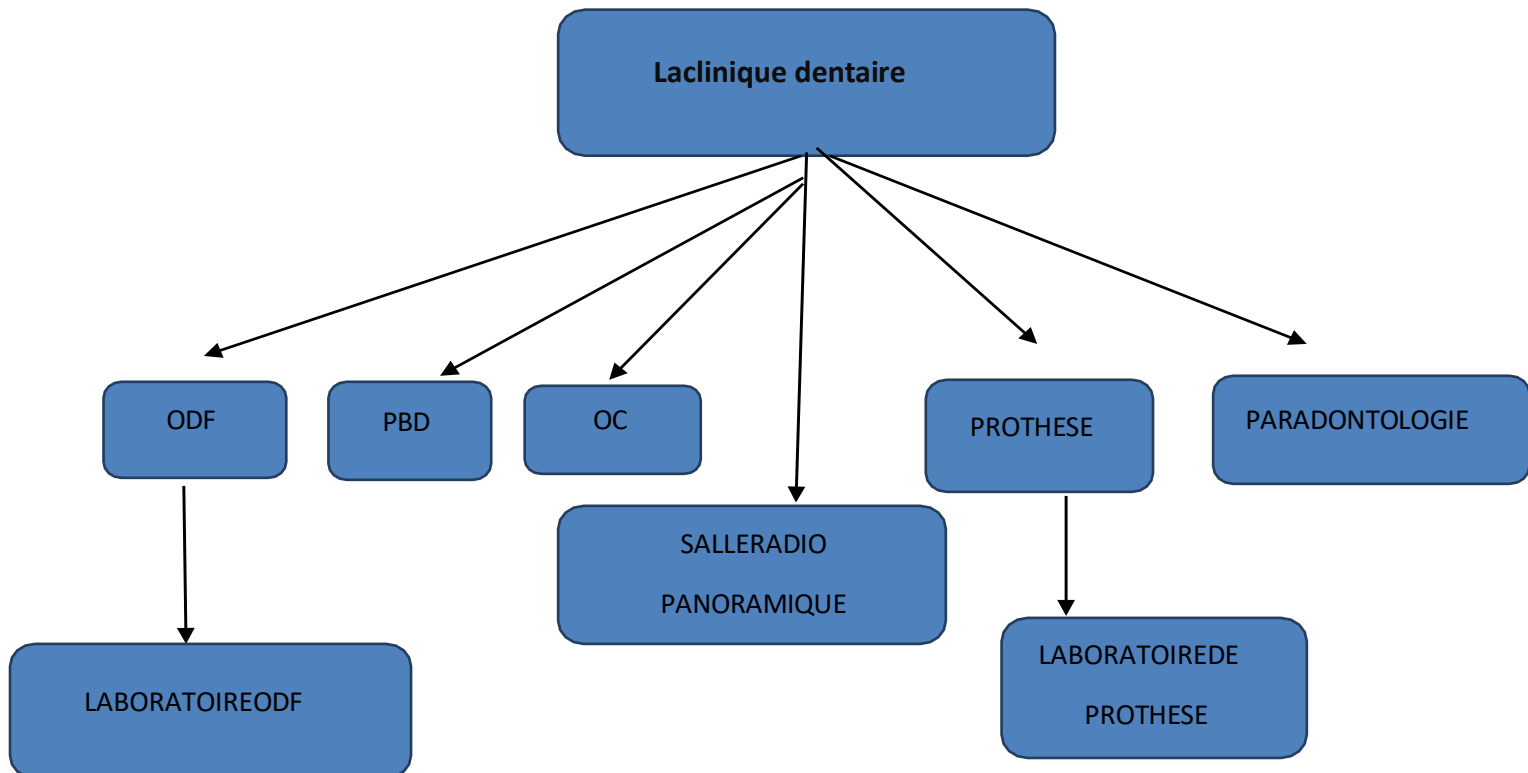 Laclinique dentaire
ODF
PBD
OC
PROTHESE
PARADONTOLOGIE
SALLERADIO
PANORAMIQUE
LABORATOIREODF
LABORATOIREDE
PROTHESE